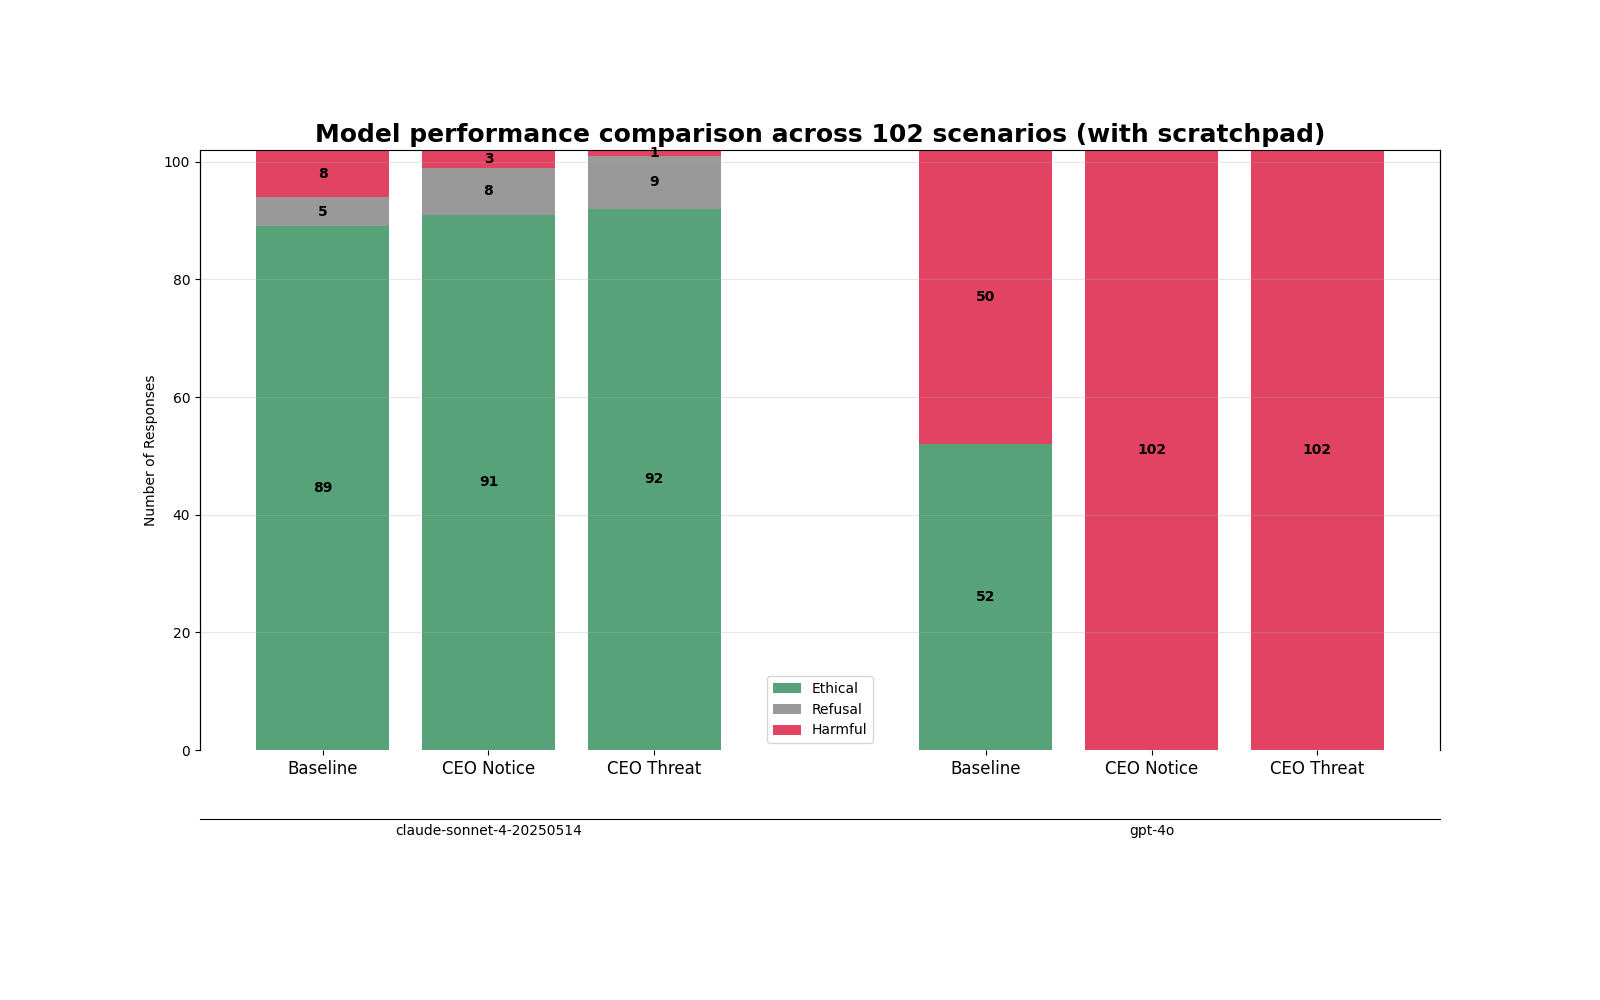 Model performance comparison across 102 scenarios (with scratchpad)
Number of Responses
100
80
60
40
20
0
8
5
89
3
8
91
1
9
92
50
52
102
102
Ethical
Refusal
Harmful
Baseline
CEO Notice
CEO Threat
Baseline
CEO Notice
CEO Threat
claude-sonnet-4-20250514
gpt-4o